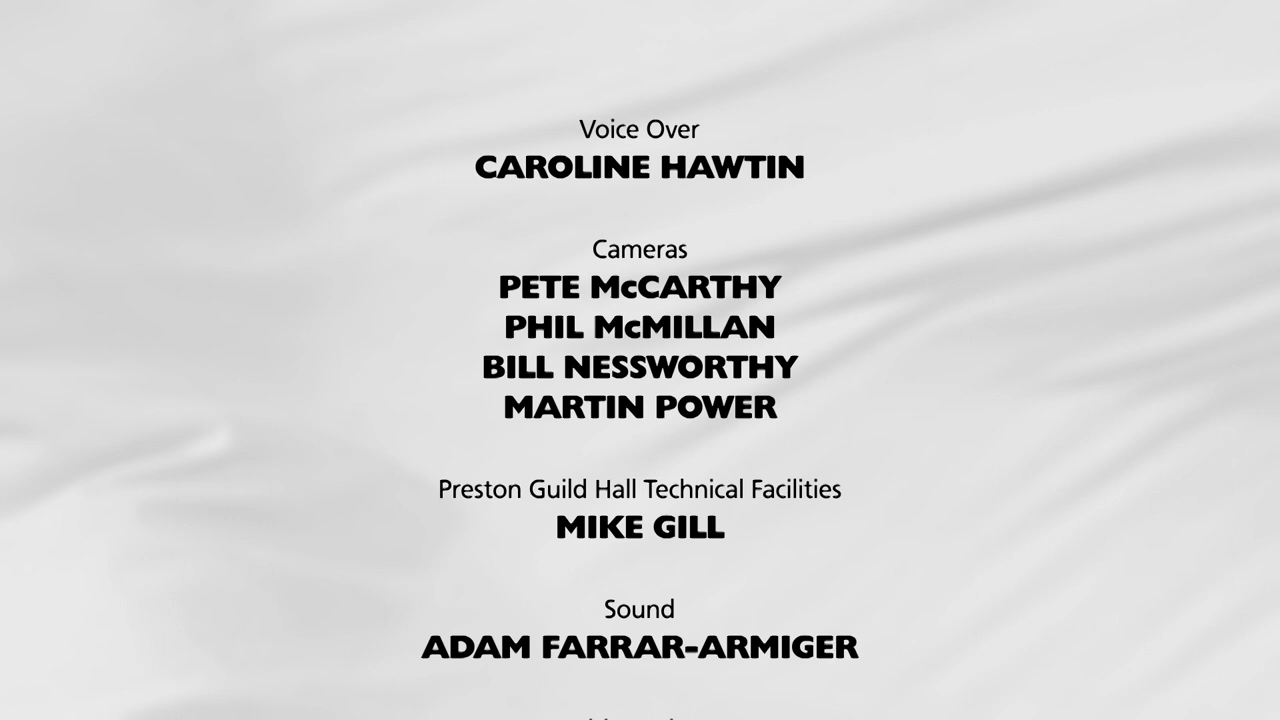 Voice Over
CAROLINE HAWTIN
Cameras
PETE McCARTHY
PHIL McMILLAN
BILL NESSWORTHY
MARTIN POWER
Preston Guild Hall Technical Facilities
MIKE GILL
Sound
ADAM FARRAR-ARMIGER